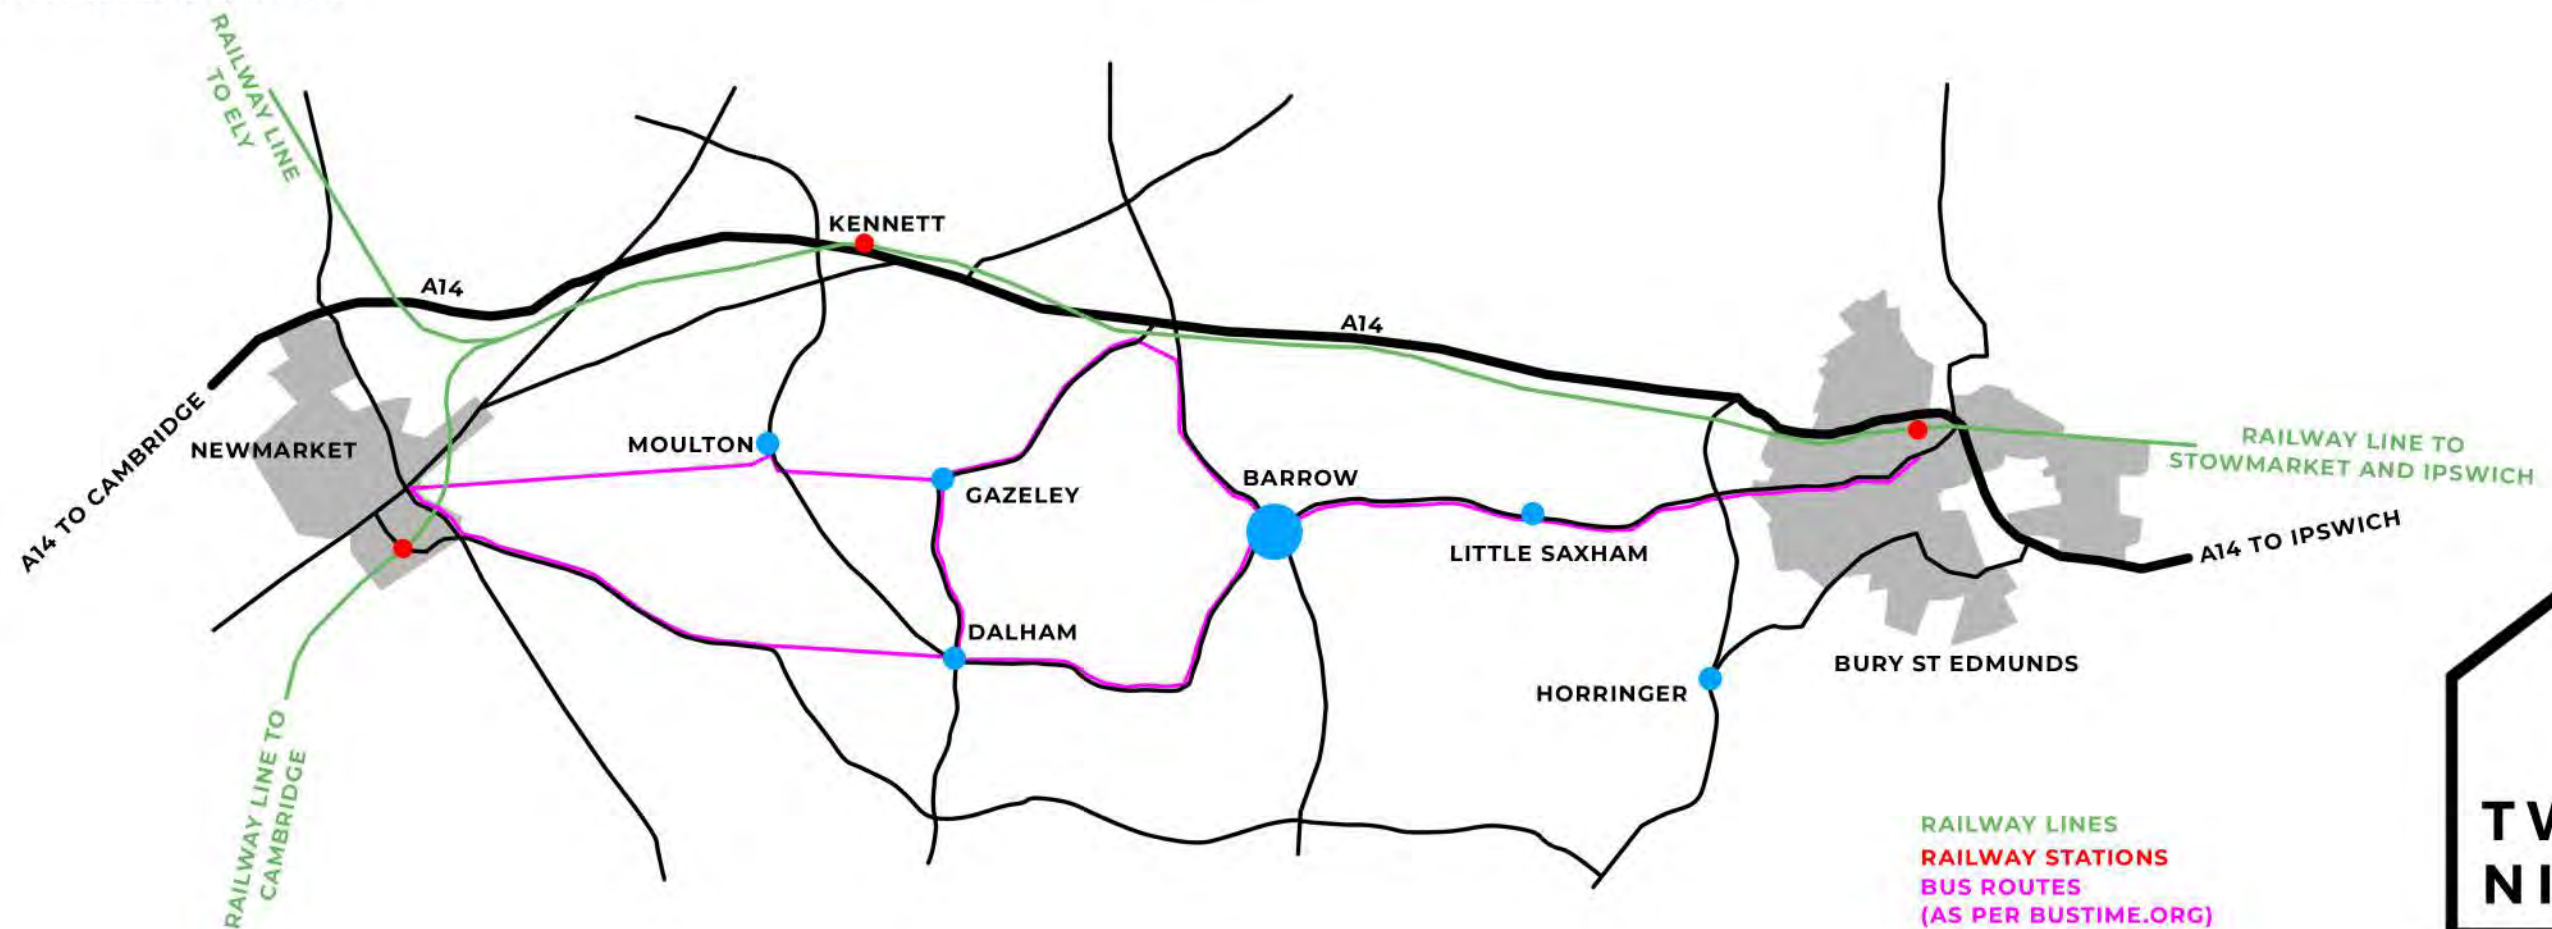 RAILWAY LINE
TO ELY
KENNETT
A14
A14
A14 TO CAMBRIDGE
NEWMARKET
MOULTON
GAZELEY
BARROW
LITTLE SAXHAM
RAILWAY LINE TO
STOWMARKET AND IPSWICH
A14 TO IPSWICH
DALHAM
HORRINGER
BURY ST EDMUNDS
RAILWAY LINE TO
CAMBRIDGE
RAILWAY LINES
RAILWAY STATIONS
BUS ROUTES
(AS PER BUSTIME.ORG)